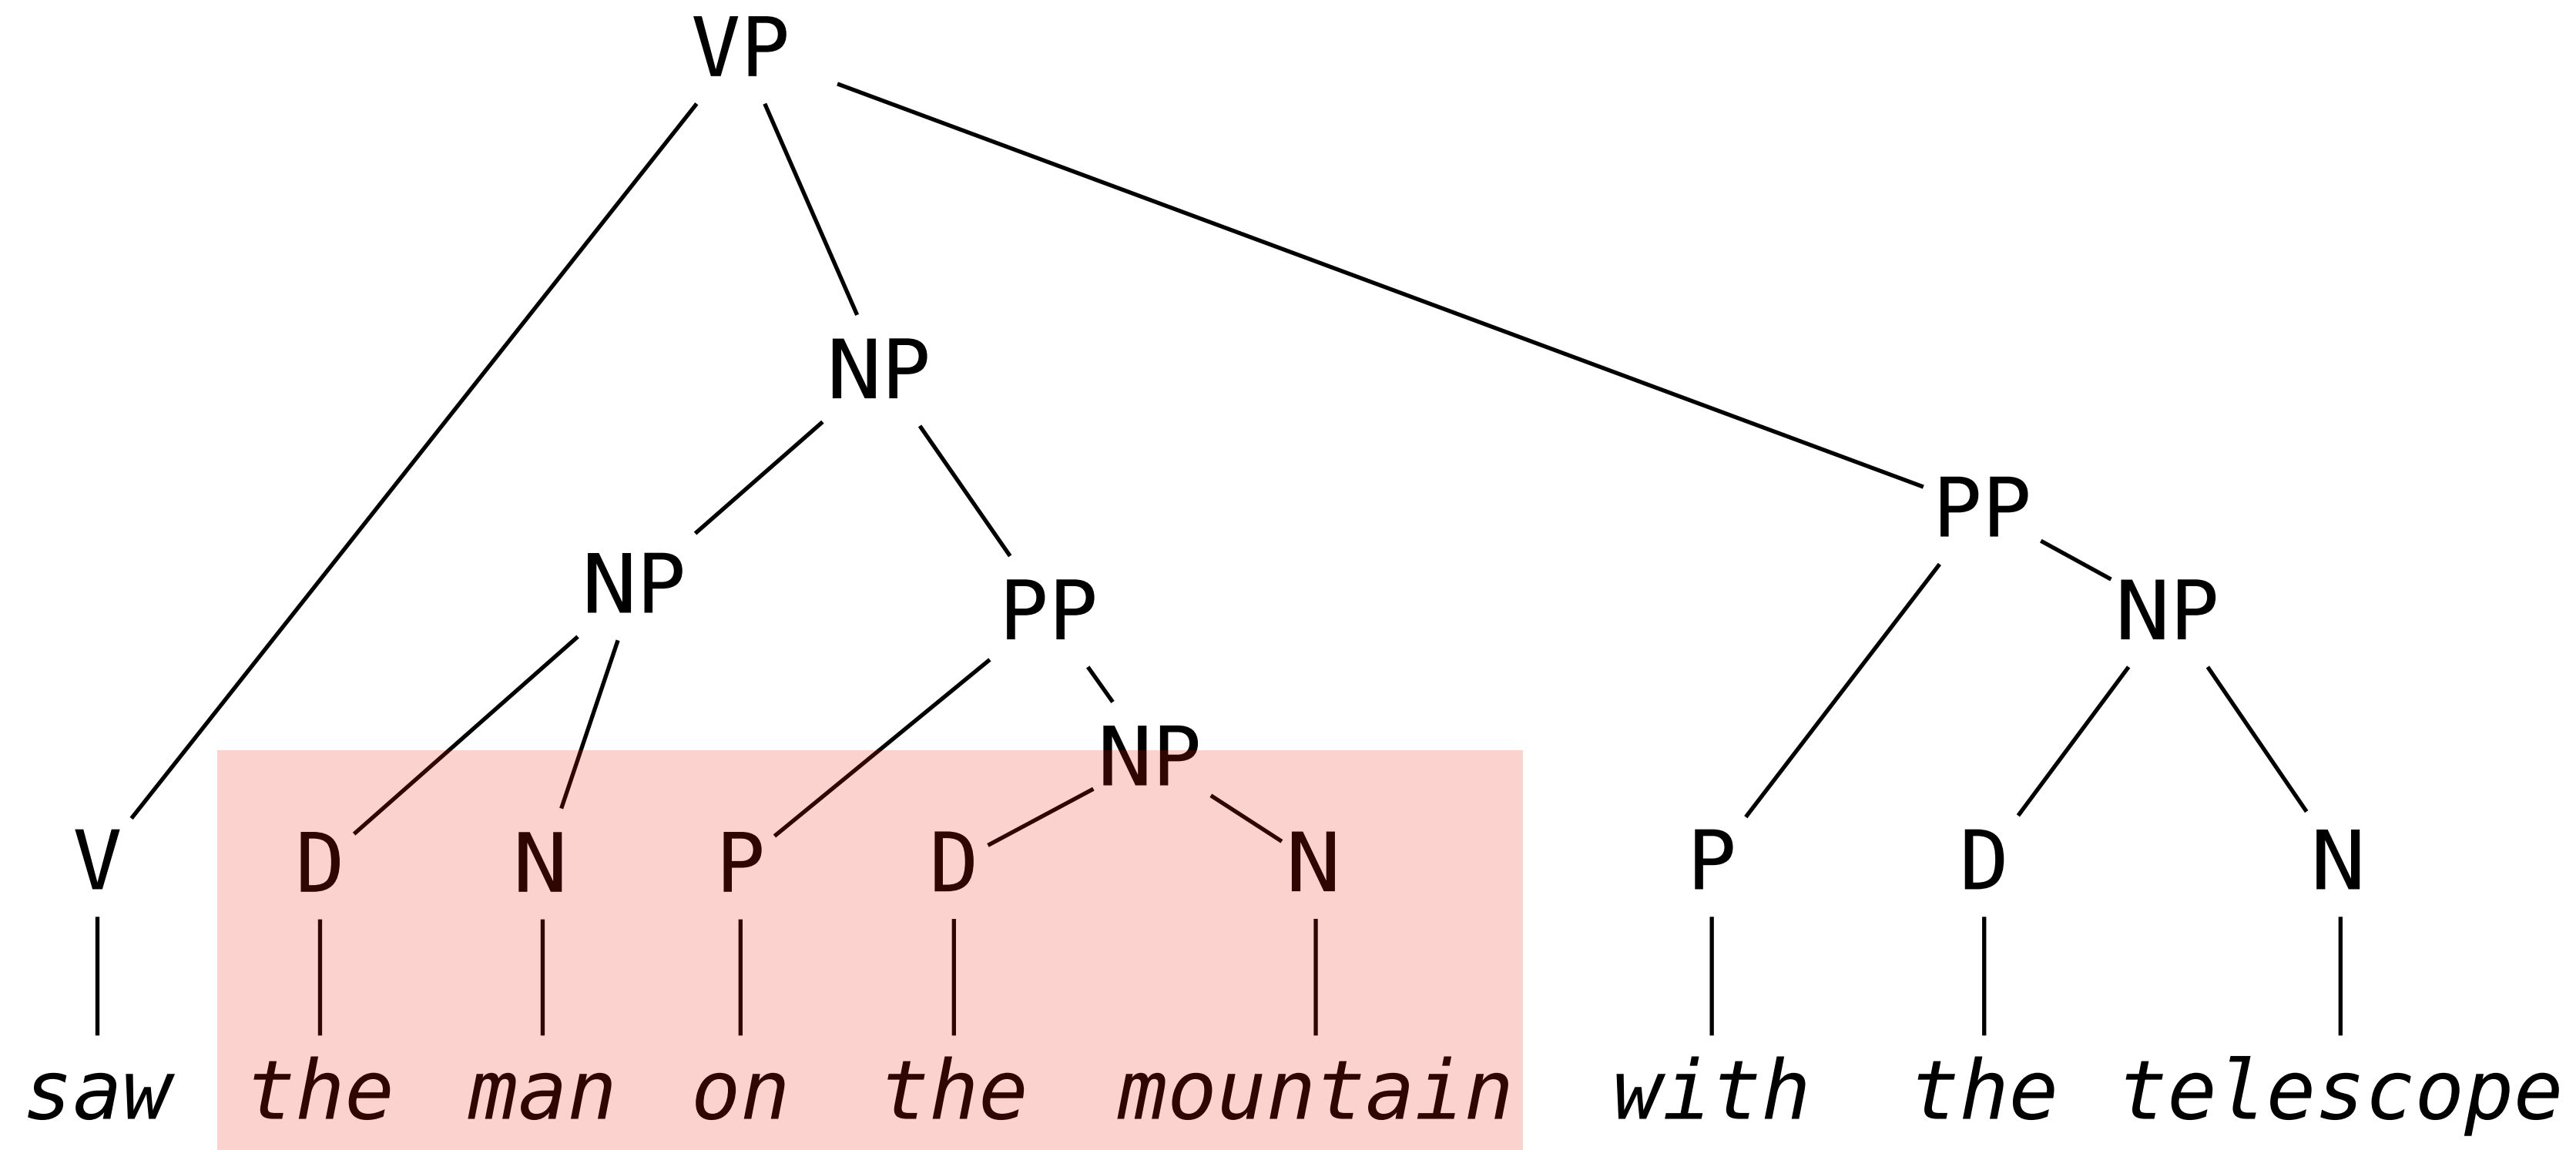 VP
NP
PP
NP
PP
NP
NP
V D N P D N P D N
saw the man on the mountain with the telescope